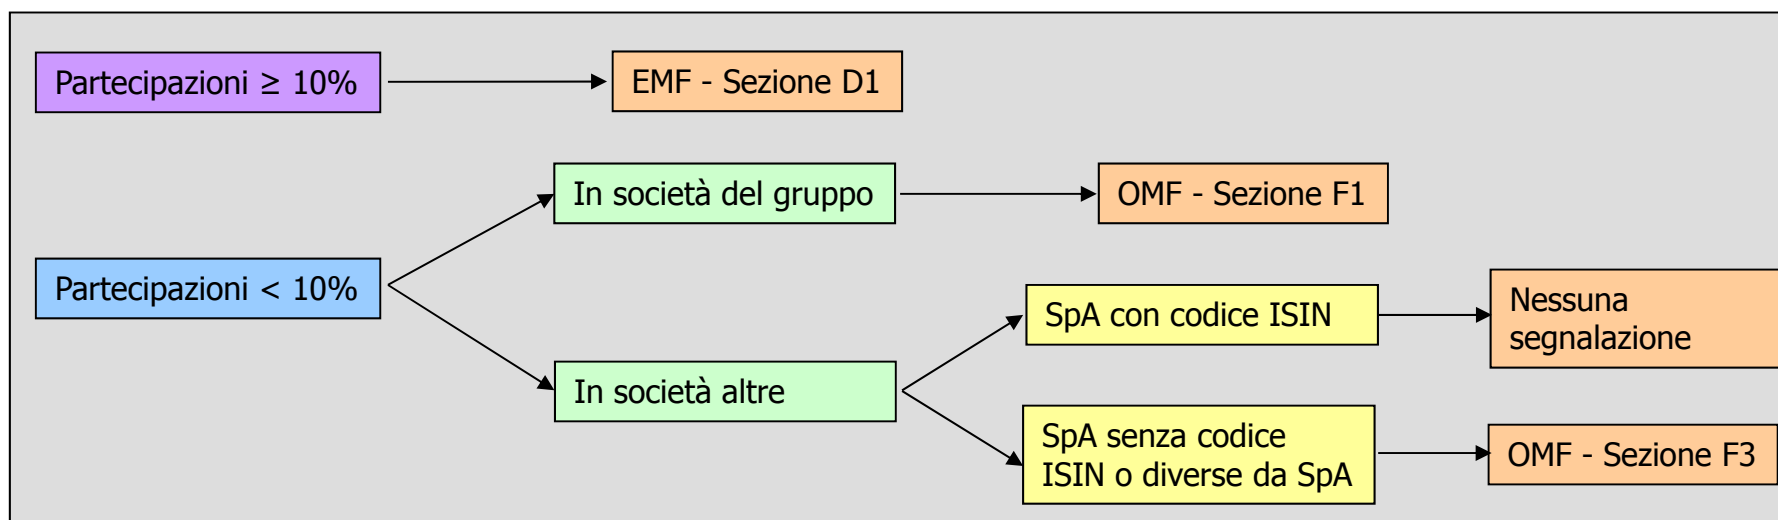 Partecipazioni ≥ 10%
EMF - Sezione D1
In società del gruppo
OMF - Sezione F1
Partecipazioni < 10%
SpA con codice ISIN
Nessuna
segnalazione
In società altre
SpA senza codice
ISIN o diverse da SpA
OMF - Sezione F3